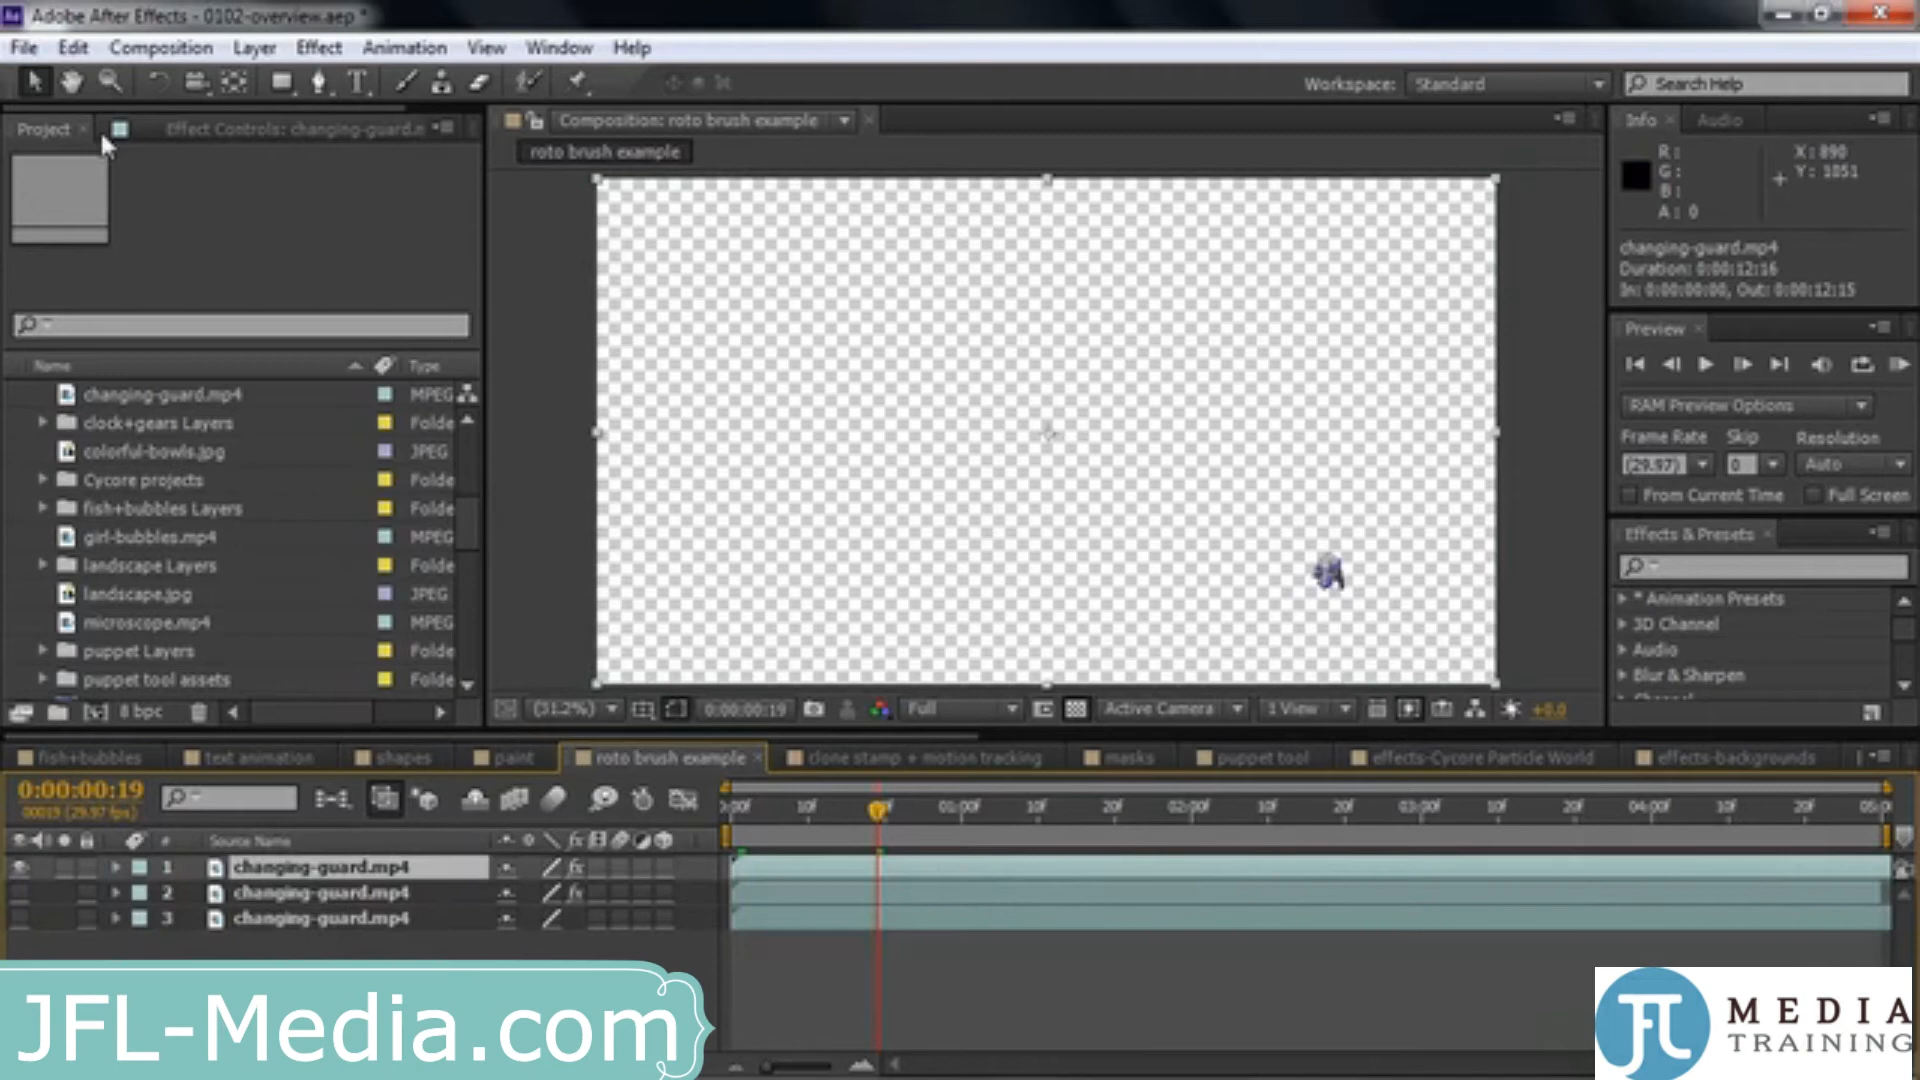 Adobe After Effects - 0102-overview.aep *
File Edit Composition Layer Effect Animation View Window Help
Workspace: Standard Search Help
Project Effect Controls: changing-guard.m
Composition: roto brush example
roto brush example
Info Audio
R: X: 890
G: Y: 1051
B:
A: 0
changing-guard.mp4
Duration: 0:00:12:16
In: 0:00:00:00, Out: 0:00:12:15
Preview
RAM Preview Options
Frame Rate Skip Resolution
(29.97) 0 Auto
From Current Time Full Screen
Effects & Presets
* Animation Presets
3D Channel
Audio
Blur & Sharpen
Name Type
changing-guard.mp4 MPEG
clock+gears Layers Folde
colorful-bowls.jpg JPEG
Cycore projects Folde
fish+bubbles Layers Folde
girl-bubbles.mp4 MPEG
landscape Layers Folde
landscape.jpg JPEG
microscope.mp4 MPEG
puppet Layers Folde
puppet tool assets Folde
8 bpc
(31.2%) 0:00:00:19 Full Active Camera 1 View +0.0
fish+bubbles text animation shapes paint roto brush example clone stamp + motion tracking masks puppet tool effects-Cycore Particle World effects-backgrounds
0:00:00:19
00019 (29.97 fps)
0:00f 10f 01:00f 10f 20f 02:00f 10f 20f 03:00f 10f 20f 04:00f 10f 20f 05:0
# Source Name
1 changing-guard.mp4
2 changing-guard.mp4
3 changing-guard.mp4
JFL-Media.com
JFL MEDIA
TRAINING